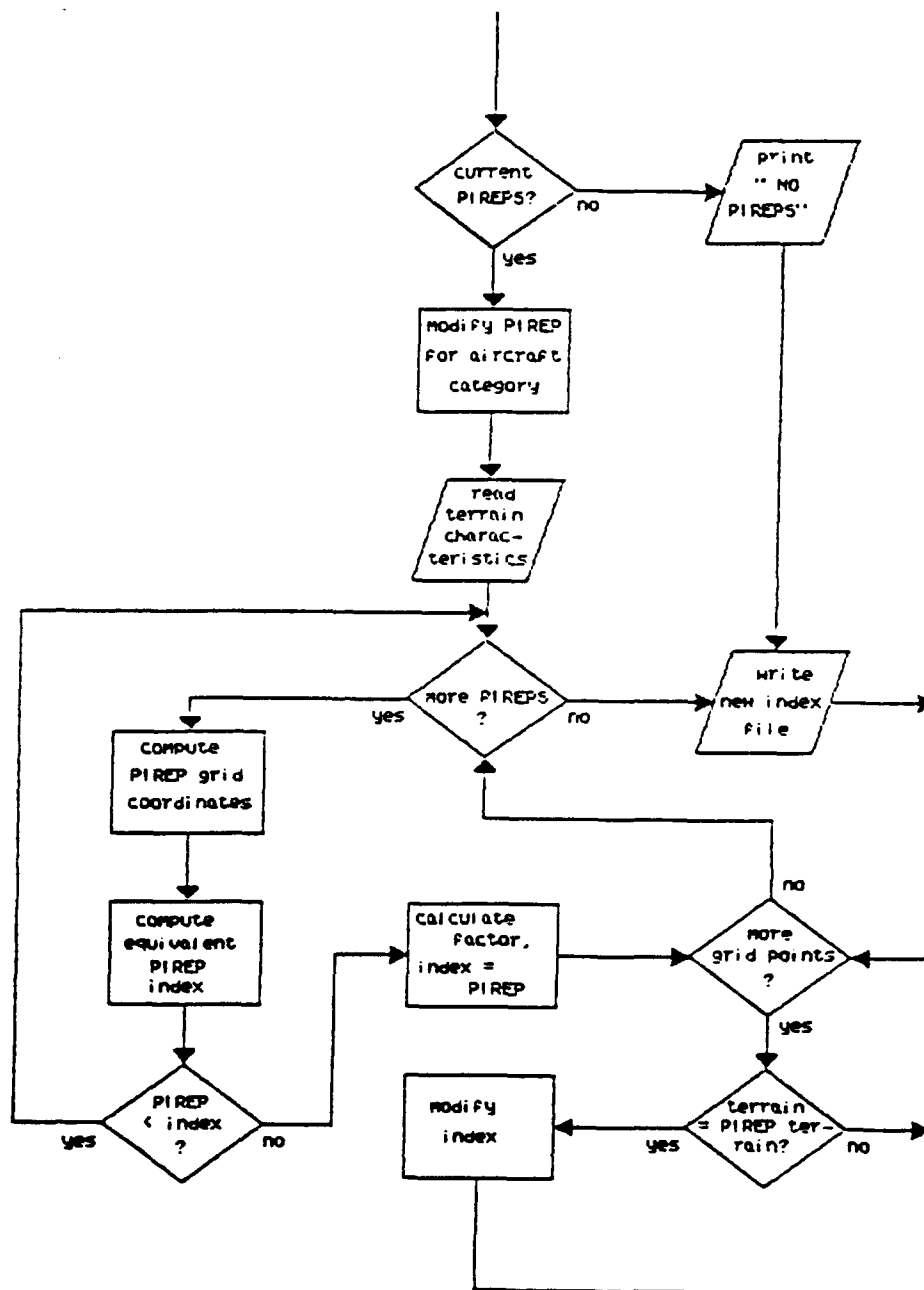 current
PIREPS?
no
yes
print
" NO
PIREPS"
modify PIREP
for aircraft
category
read
terrain
charac-
teristics
more PIREPS
?
yes
no
write
new index
file
compute
PIREP grid
coordinates
compute
equivalent
PIREP
index
calculate
factor,
index =
PIREP
no
more
grid points
?
yes
PIREP
< index
?
yes
no
modify
index
terrain
= PIREP ter-
rain?
yes
no